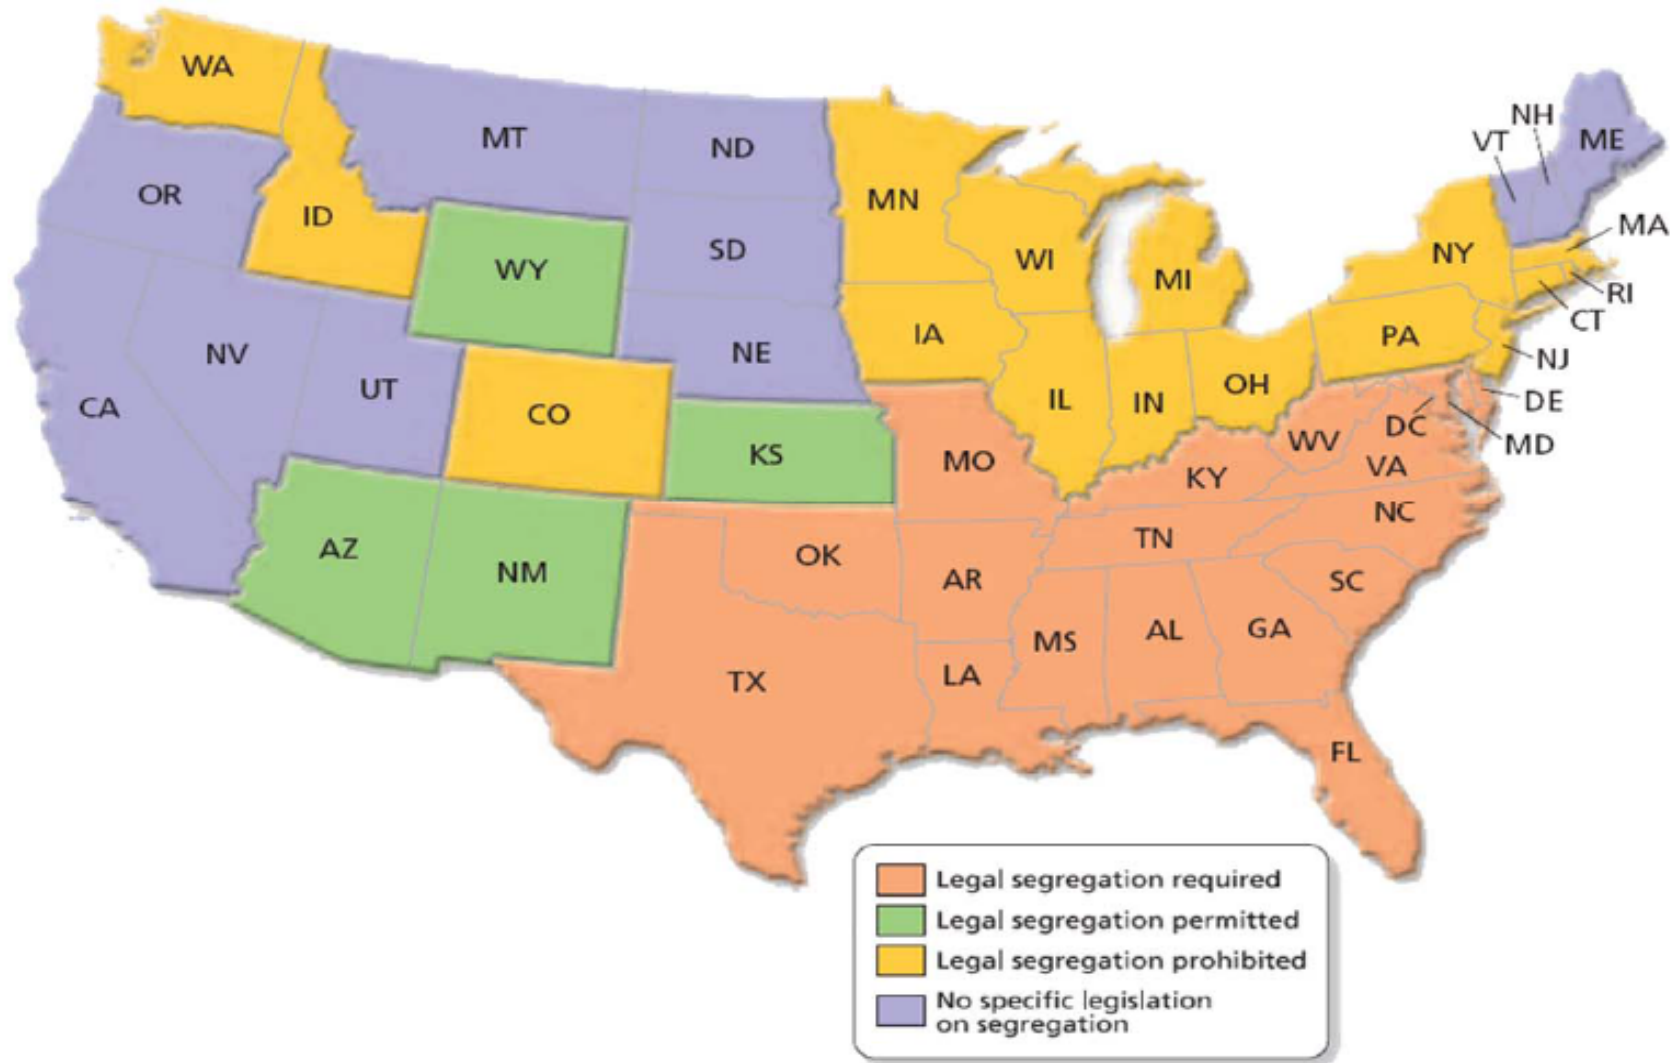 WA
MT
ND
OR
ID
WY
SD
MN
WI
MI
NY
NH
VT
ME
MA
RI
CT
NJ
PA
DE
MD
DC
NV
UT
CA
CO
NE
IA
IL
IN
OH
WV
VA
KS
MO
KY
NC
TN
AZ
NM
OK
AR
SC
MS
AL
GA
TX
LA
FL
Legal segregation required
Legal segregation permitted
Legal segregation prohibited
No specific legislation
on segregation